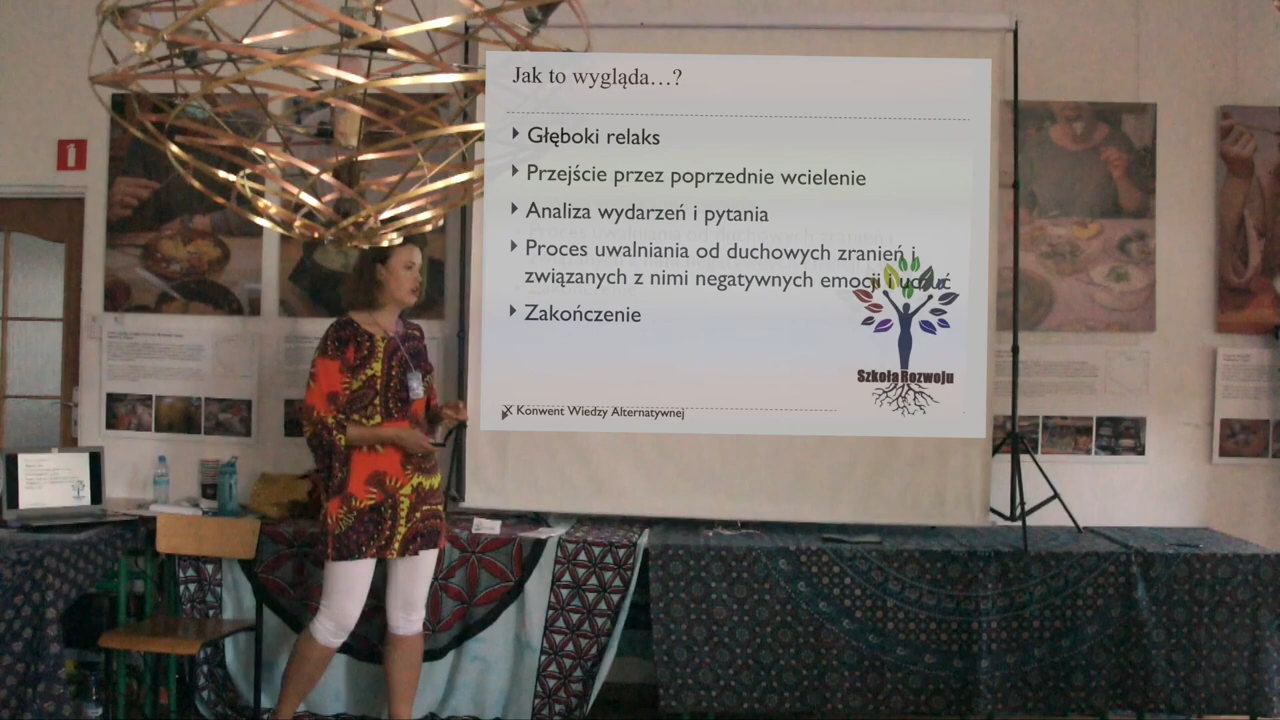 Jak to wygląda…?
Głęboki relaks
Przejście przez poprzednie wcielenie
Analiza wydarzeń i pytania
Proces uwalniania od duchowych zranień i
związanych z nimi negatywnych emocji i uczuć
Zakończenie
Szkoła Rozwoju
X Konwent Wiedzy Alternatywnej